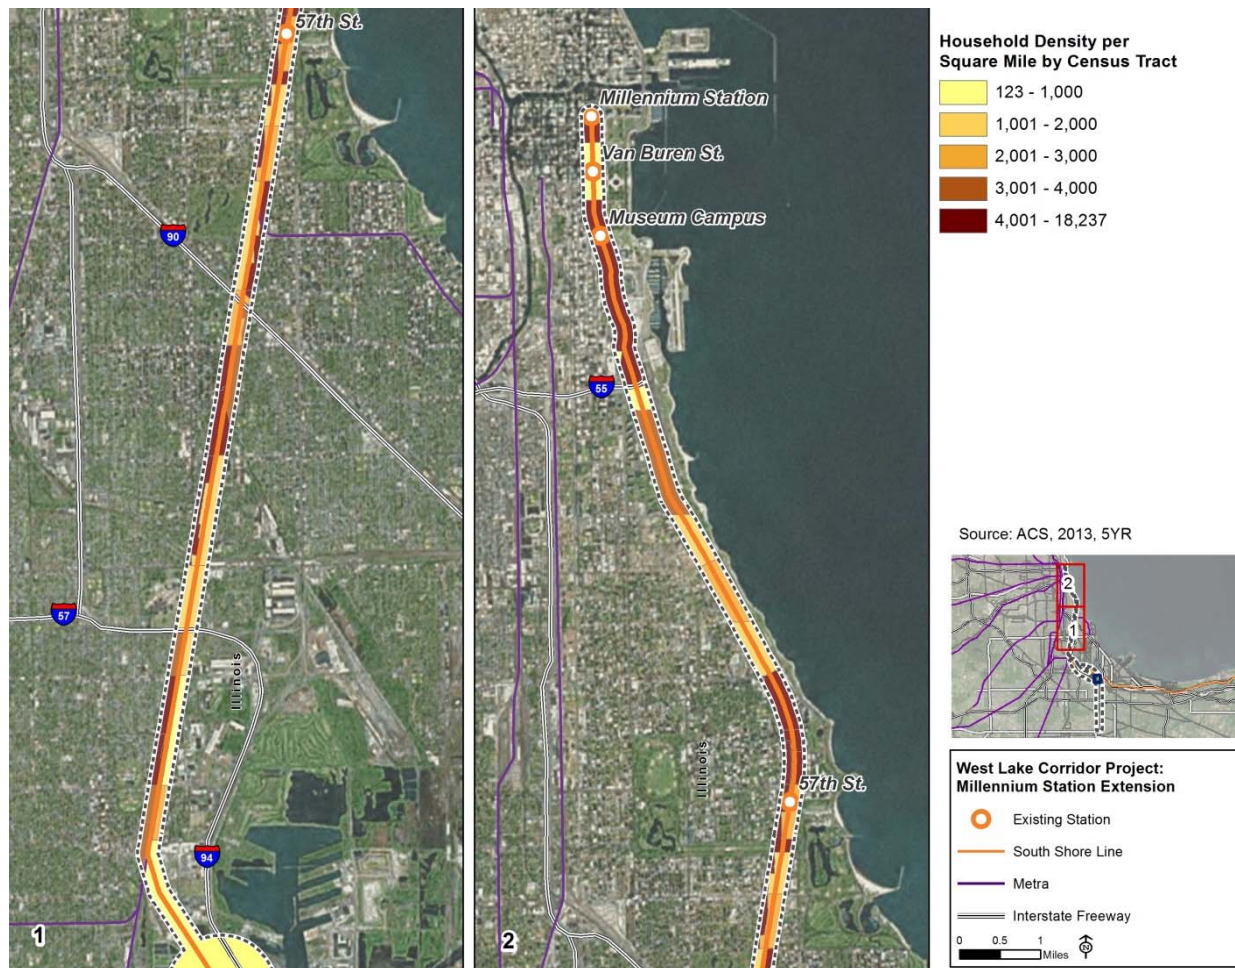 57th St.
90
57
Illinois
94
1
Millennium Station
Van Buren St.
Museum Campus
55
Illinois
57th St.
2
Household Density per
Square Mile by Census Tract
123 - 1,000
1,001 - 2,000
2,001 - 3,000
3,001 - 4,000
4,001 - 18,237
Source: ACS, 2013, 5YR
2
1
West Lake Corridor Project:
Millennium Station Extension
Existing Station
South Shore Line
Metra
Interstate Freeway
0 0.5 1
Miles
N